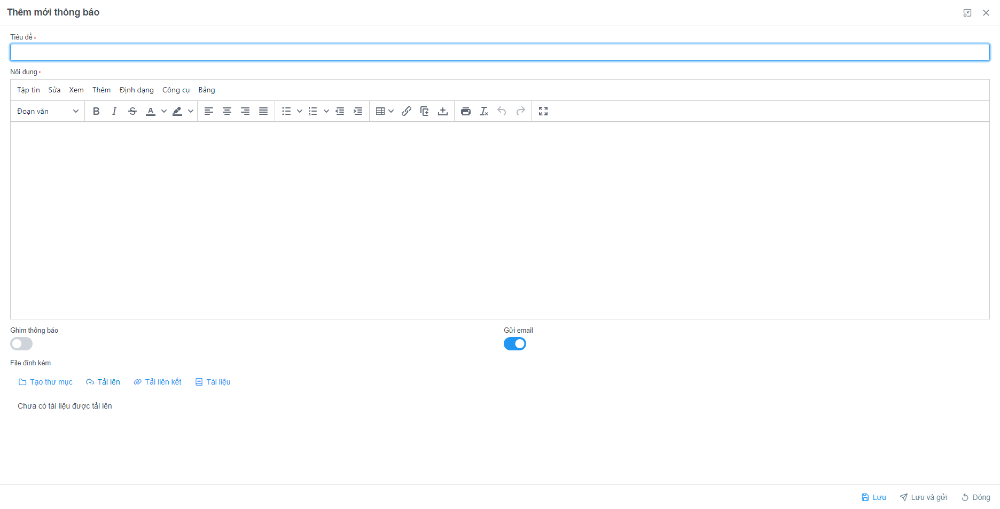 Thêm mới thông báo
Tiêu đề *
Nội dung *
Tập tin Sửa Xem Thêm Định dạng Công cụ Bảng
Đoạn văn
Ghim thông báo Gửi email
File đính kèm
Tạo thư mục Tải lên Tải liên kết Tài liệu
Chưa có tài liệu được tải lên
Lưu Lưu và gửi Đóng